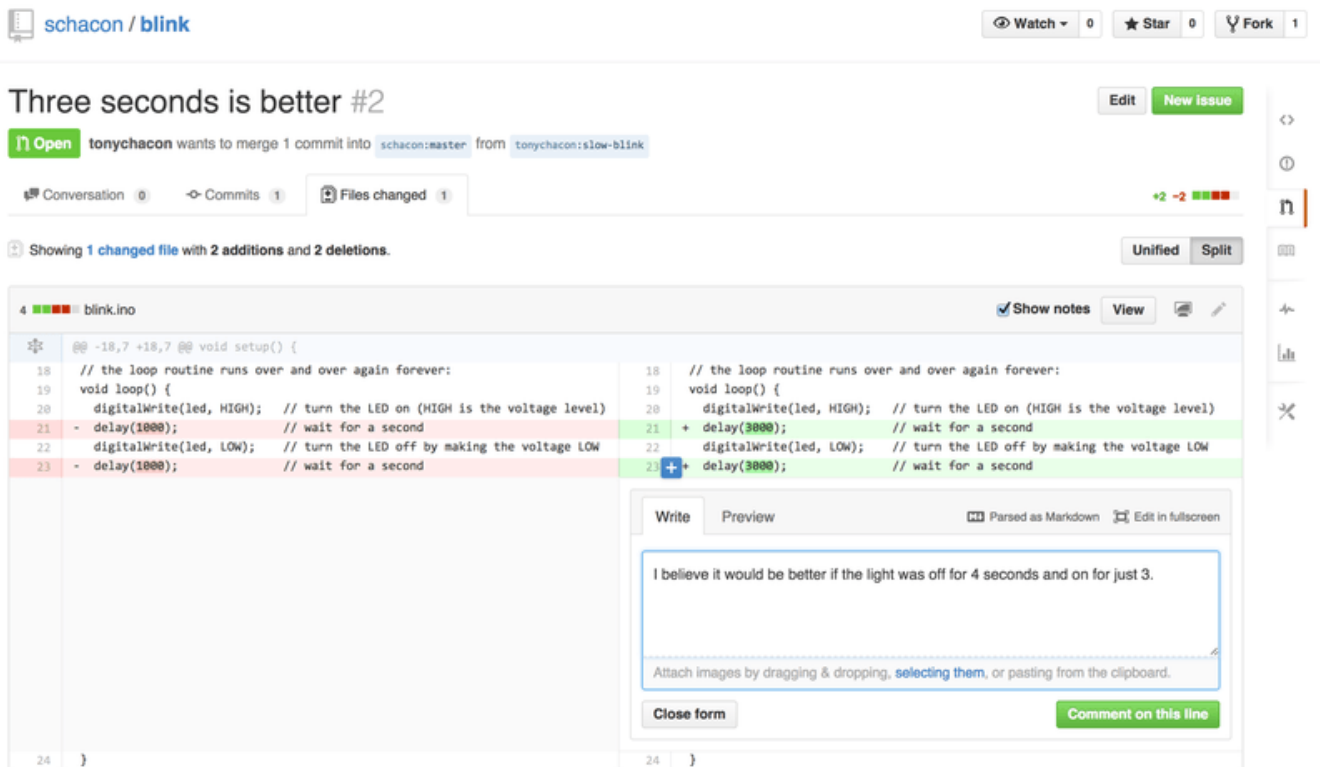 schacon / blink
Watch 0 Star 0 Fork 1
Three seconds is better #2
Edit New issue
Open tonychacon wants to merge 1 commit into schacon:master from tonychacon:slow-blink
Conversation 0 Commits 1 Files changed 1
+2 −2
Showing 1 changed file with 2 additions and 2 deletions.
Unified Split
4 blink.ino
Show notes View
@@ -18,7 +18,7 @@ void setup() {
18 // the loop routine runs over and over again forever:
19 void loop() {
20 digitalWrite(led, HIGH); // turn the LED on (HIGH is the voltage level)
21 - delay(1000); // wait for a second
22 digitalWrite(led, LOW); // turn the LED off by making the voltage LOW
23 - delay(1000); // wait for a second
18 // the loop routine runs over and over again forever:
19 void loop() {
20 digitalWrite(led, HIGH); // turn the LED on (HIGH is the voltage level)
21 + delay(3000); // wait for a second
22 digitalWrite(led, LOW); // turn the LED off by making the voltage LOW
23 + delay(3000); // wait for a second
Write Preview
Parsed as Markdown Edit in fullscreen
I believe it would be better if the light was off for 4 seconds and on for just 3.
Attach images by dragging & dropping, selecting them, or pasting from the clipboard.
Close form Comment on this line
24 }
24 }